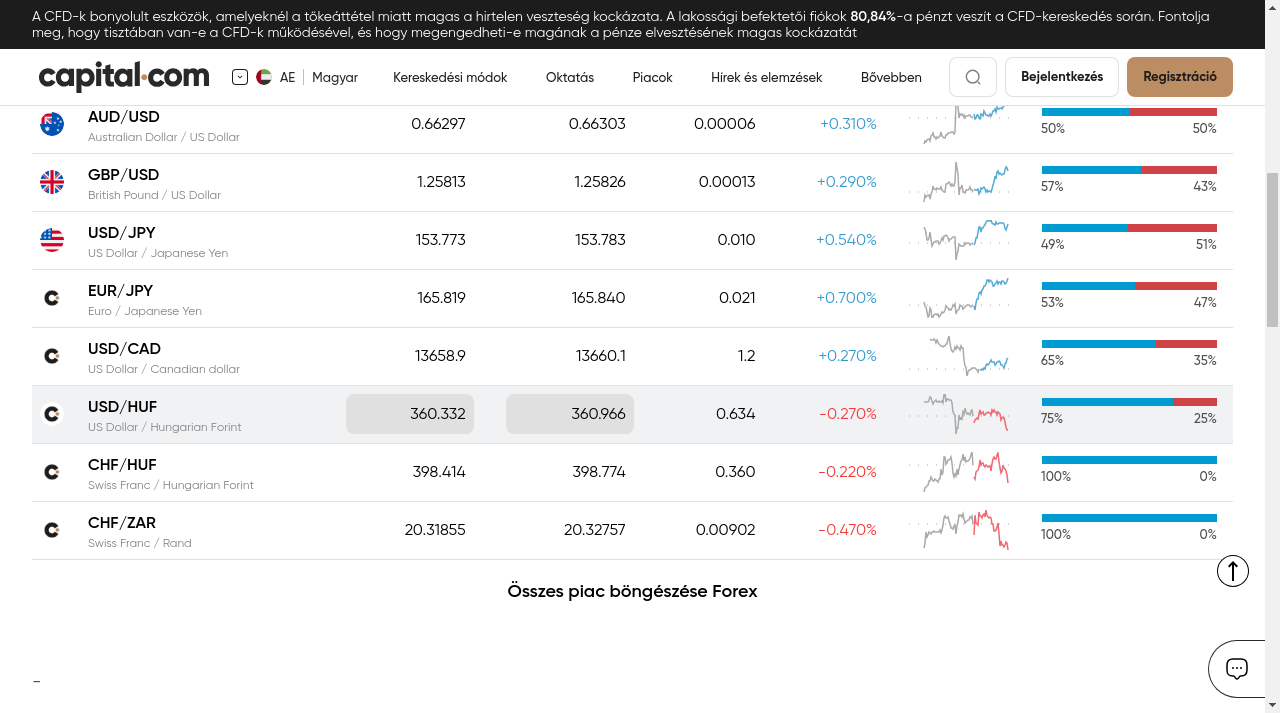 A CFD-k bonyolult eszközök, amelyeknél a tőkeáttétel miatt magas a hirtelen veszteség kockázata. A lakossági befektetői fiókok 80,84%-a pénzt veszít a CFD-kereskedés során. Fontolja
meg, hogy tisztában van-e a CFD-k működésével, és hogy megengedheti-e magának a pénze elvesztésének magas kockázatát
capital.com AE Magyar Kereskedési módok Oktatás Piacok Hírek és elemzések Bővebben Bejelentkezés Regisztráció
AUD/USD 0.66297 0.66303 0.00006 +0.310%
Australian Dollar / US Dollar 50% 50%
GBP/USD 1.25813 1.25826 0.00013 +0.290%
British Pound / US Dollar 57% 43%
USD/JPY 153.773 153.783 0.010 +0.540%
US Dollar / Japanese Yen 49% 51%
EUR/JPY 165.819 165.840 0.021 +0.700%
Euro / Japanese Yen 53% 47%
USD/CAD 13658.9 13660.1 1.2 +0.270%
US Dollar / Canadian dollar 65% 35%
USD/HUF 360.332 360.966 0.634 -0.270%
US Dollar / Hungarian Forint 75% 25%
CHF/HUF 398.414 398.774 0.360 -0.220%
Swiss Franc / Hungarian Forint 100% 0%
CHF/ZAR 20.31855 20.32757 0.00902 -0.470%
Swiss Franc / Rand 100% 0%
Összes piac böngészése Forex
–